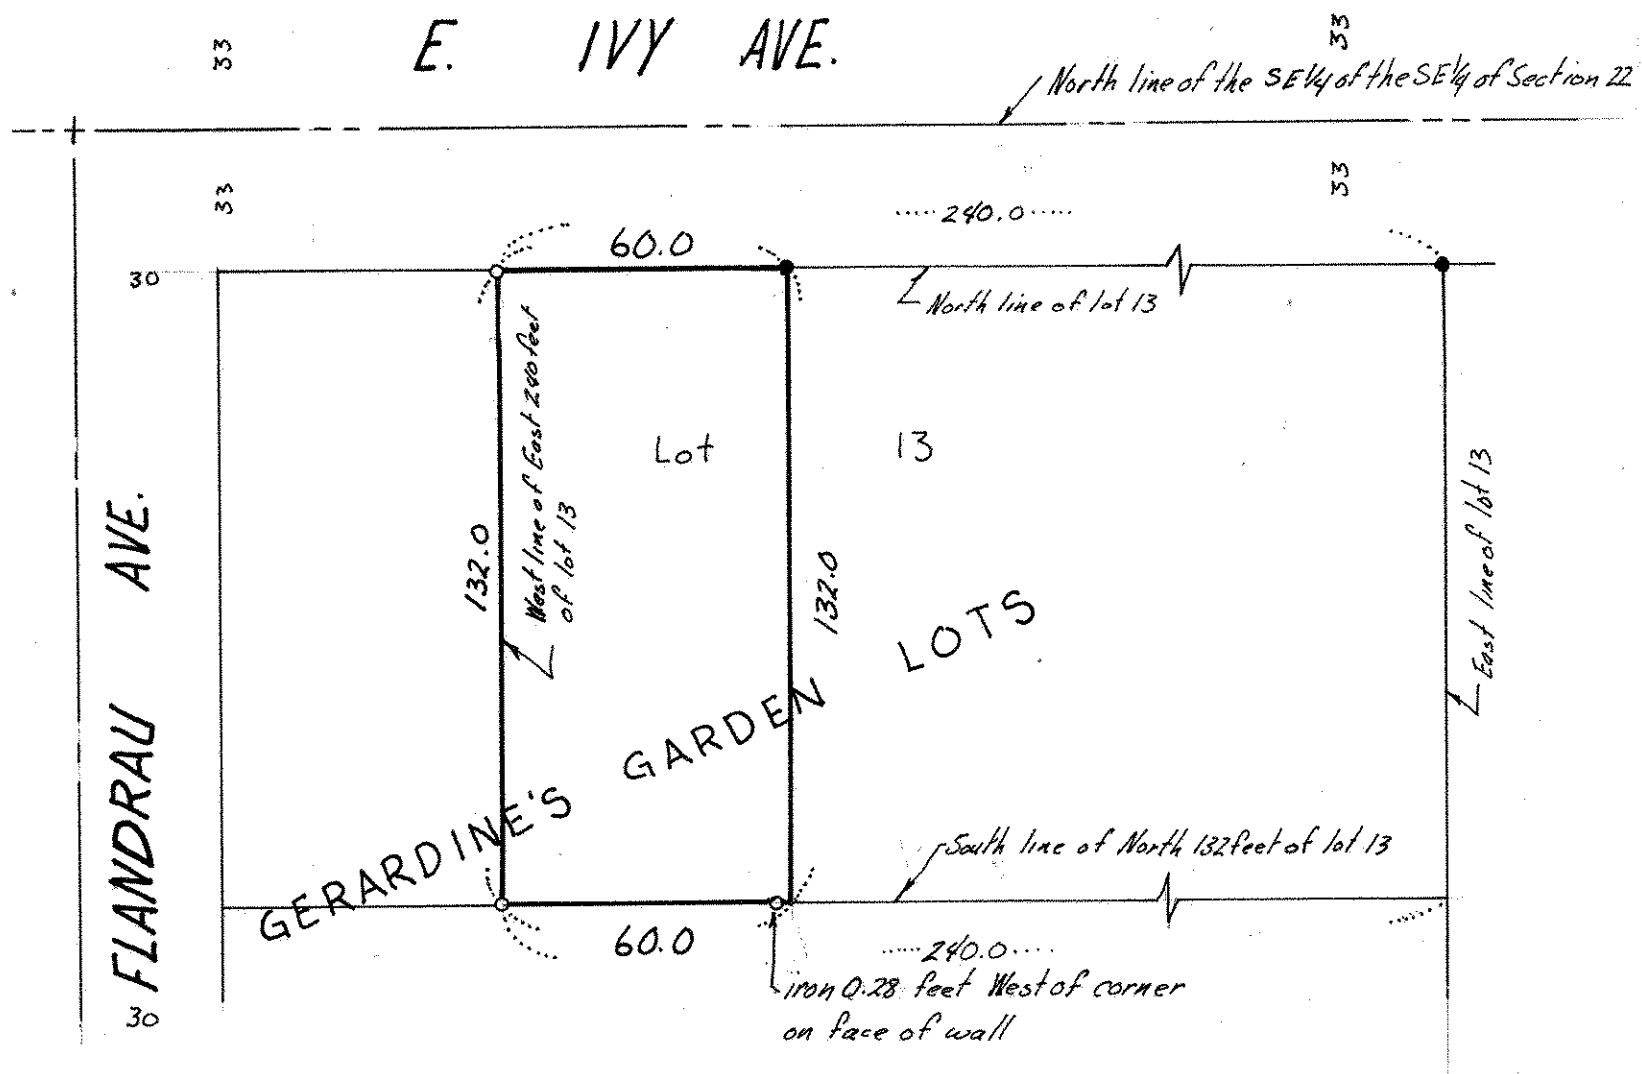 E. IVY AVE.
33
33
North line of the SE1/4 of the SE1/4 of Section 22
33
33
240.0
60.0
30
North line of lot 13
West line of East 240 feet
of lot 13
Lot 13
132.0
132.0
East line of lot 13
FLANDRAU AVE.
GERARDINE'S GARDEN LOTS
South line of North 132 feet of lot 13
60.0
240.0
iron 0.28 feet West of corner
on face of wall
30